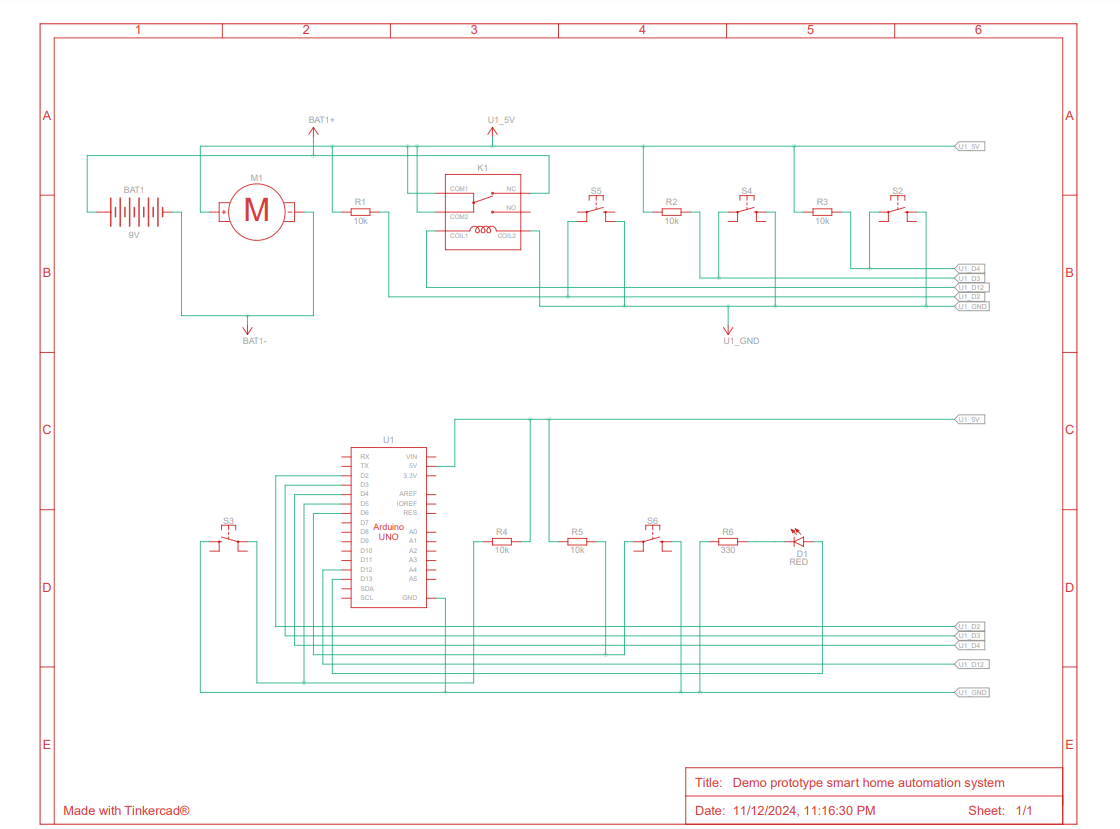 1 2 3 4 5 6
A A
BAT1+ U1_5V
U1_5V
K1
BAT1 M1 COM1 NC S5 S4 S2
M R1 NO R2 R3
+ -
9V 10k COM2 10k 10k
COIL1 COIL2
B B
U1_D4
U1_D3
U1_D12
U1_D2
U1_GND
BAT1- U1_GND
C C
U1_5V
U1
RX VIN
TX 5V
D2 3.3V
D3
D4 AREF
D5 IOREF
D6 RES
D7
D8 A0
D9 A1
D10 A2
D11 A3
D12 A4
D13 A5
SDA
SCL GND
Arduino
UNO
S3 R4 R5 S6 R6
10k 10k 330 D1
RED
D D
U1_D2
U1_D3
U1_D4
U1_D12
U1_GND
E E
Title: Demo prototype smart home automation system
Made with Tinkercad® Date: 11/12/2024, 11:16:30 PM Sheet: 1/1